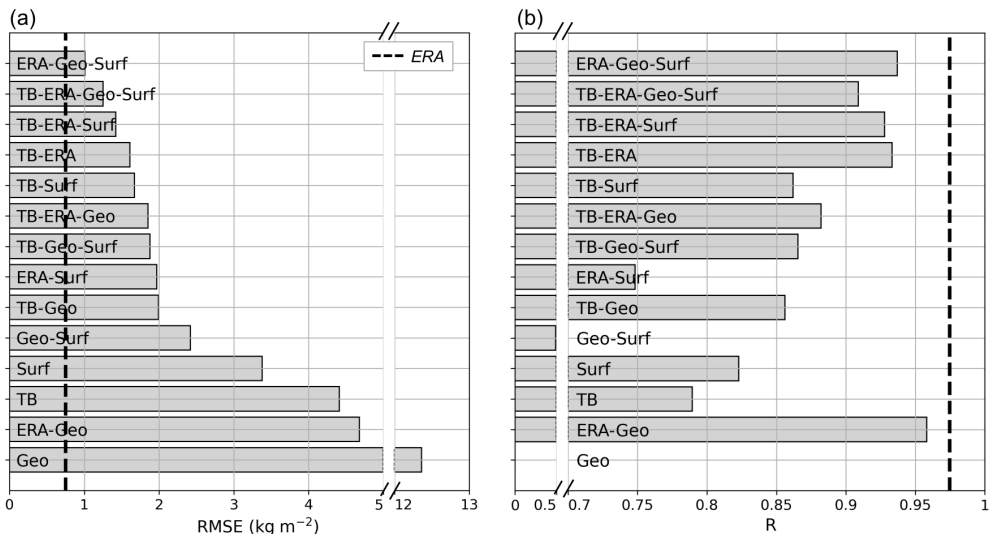 (a)
ERA
ERA-Geo-Surf
TB-ERA-Geo-Surf
TB-ERA-Surf
TB-ERA
TB-Surf
TB-ERA-Geo
TB-Geo-Surf
ERA-Surf
TB-Geo
Geo-Surf
Surf
TB
ERA-Geo
Geo
0 1 2 3 4 5 12 13
RMSE (kg m⁻²)
(b)
ERA-Geo-Surf
TB-ERA-Geo-Surf
TB-ERA-Surf
TB-ERA
TB-Surf
TB-ERA-Geo
TB-Geo-Surf
ERA-Surf
TB-Geo
Geo-Surf
Surf
TB
ERA-Geo
Geo
0 0.5 0.7 0.75 0.8 0.85 0.9 0.95 1
R